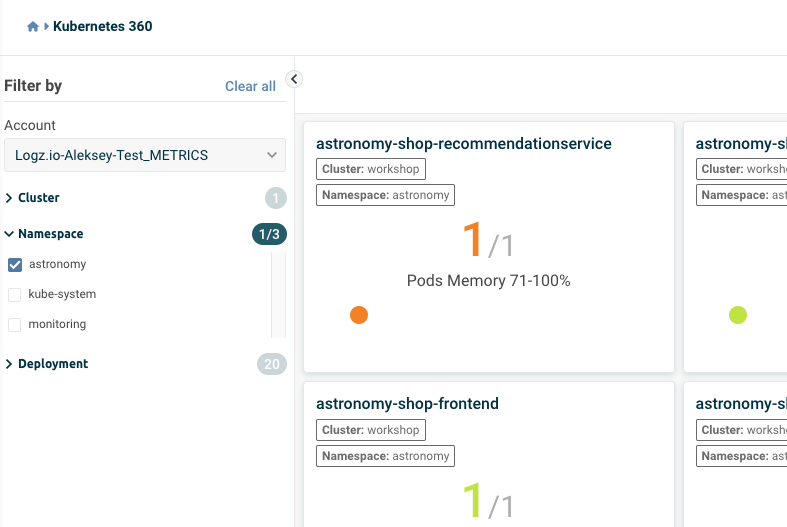 Kubernetes 360
Filter by
Clear all
Account
Logz.io-Aleksey-Test_METRICS
Cluster
1
Namespace
1/3
astronomy
kube-system
monitoring
Deployment
20
astronomy-shop-recommendationservice
Cluster: workshop
Namespace: astronomy
1/1
Pods Memory 71-100%
astronomy-sh
Cluster: worksh
Namespace: ast
astronomy-shop-frontend
Cluster: workshop
Namespace: astronomy
1/1
astronomy-sh
Cluster: worksh
Namespace: ast